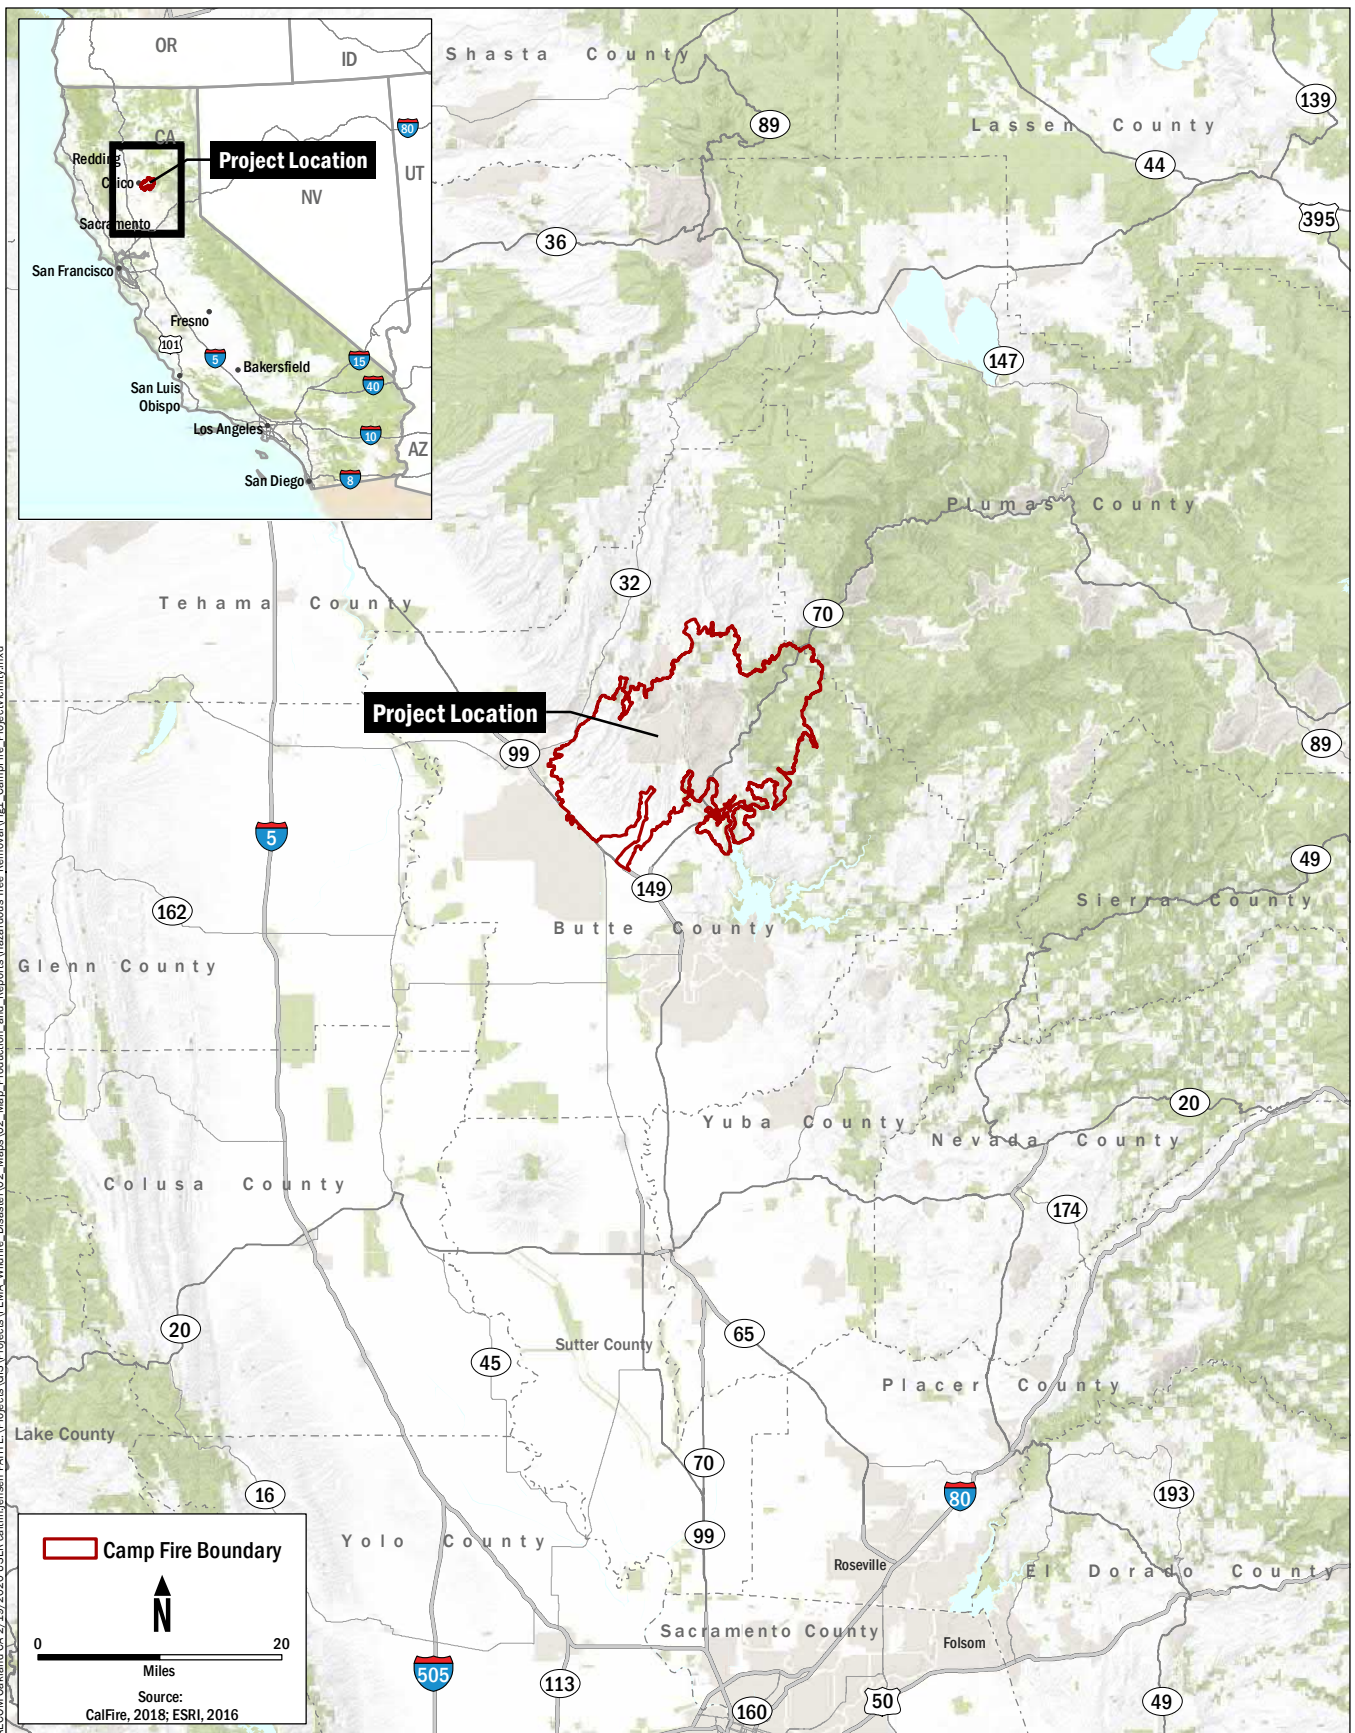 OR
ID
CA
80
Redding
Project Location
UT
Chico
NV
Sacramento
San Francisco
Fresno
101
5
15
Bakersfield
40
San Luis
Obispo
Los Angeles
10
AZ
San Diego
8
Shasta County
139
89
Lassen County
44
395
36
147
Plumas County
32
Tehama County
70
Project Location
99
89
5
49
149
162
Sierra County
Butte County
Glenn County
20
Yuba County
Nevada County
Colusa County
174
20
65
Sutter County
45
Placer County
Lake County
70
16
80
193
99
Yolo County
Roseville
El Dorado County
Sacramento County
Folsom
505
113
50
49
160
Camp Fire Boundary
N
0 20
Miles
Source:
CalFire, 2018; ESRI, 2016